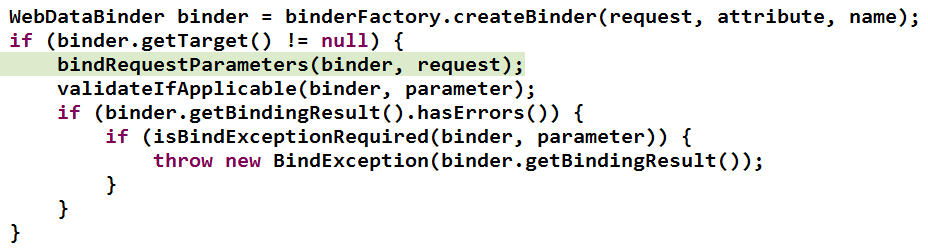 WebDataBinder binder = binderFactory.createBinder(request, attribute, name);
if (binder.getTarget() != null) {
    bindRequestParameters(binder, request);
    validateIfApplicable(binder, parameter);
    if (binder.getBindingResult().hasErrors()) {
        if (isBindExceptionRequired(binder, parameter)) {
            throw new BindException(binder.getBindingResult());
        }
    }
}